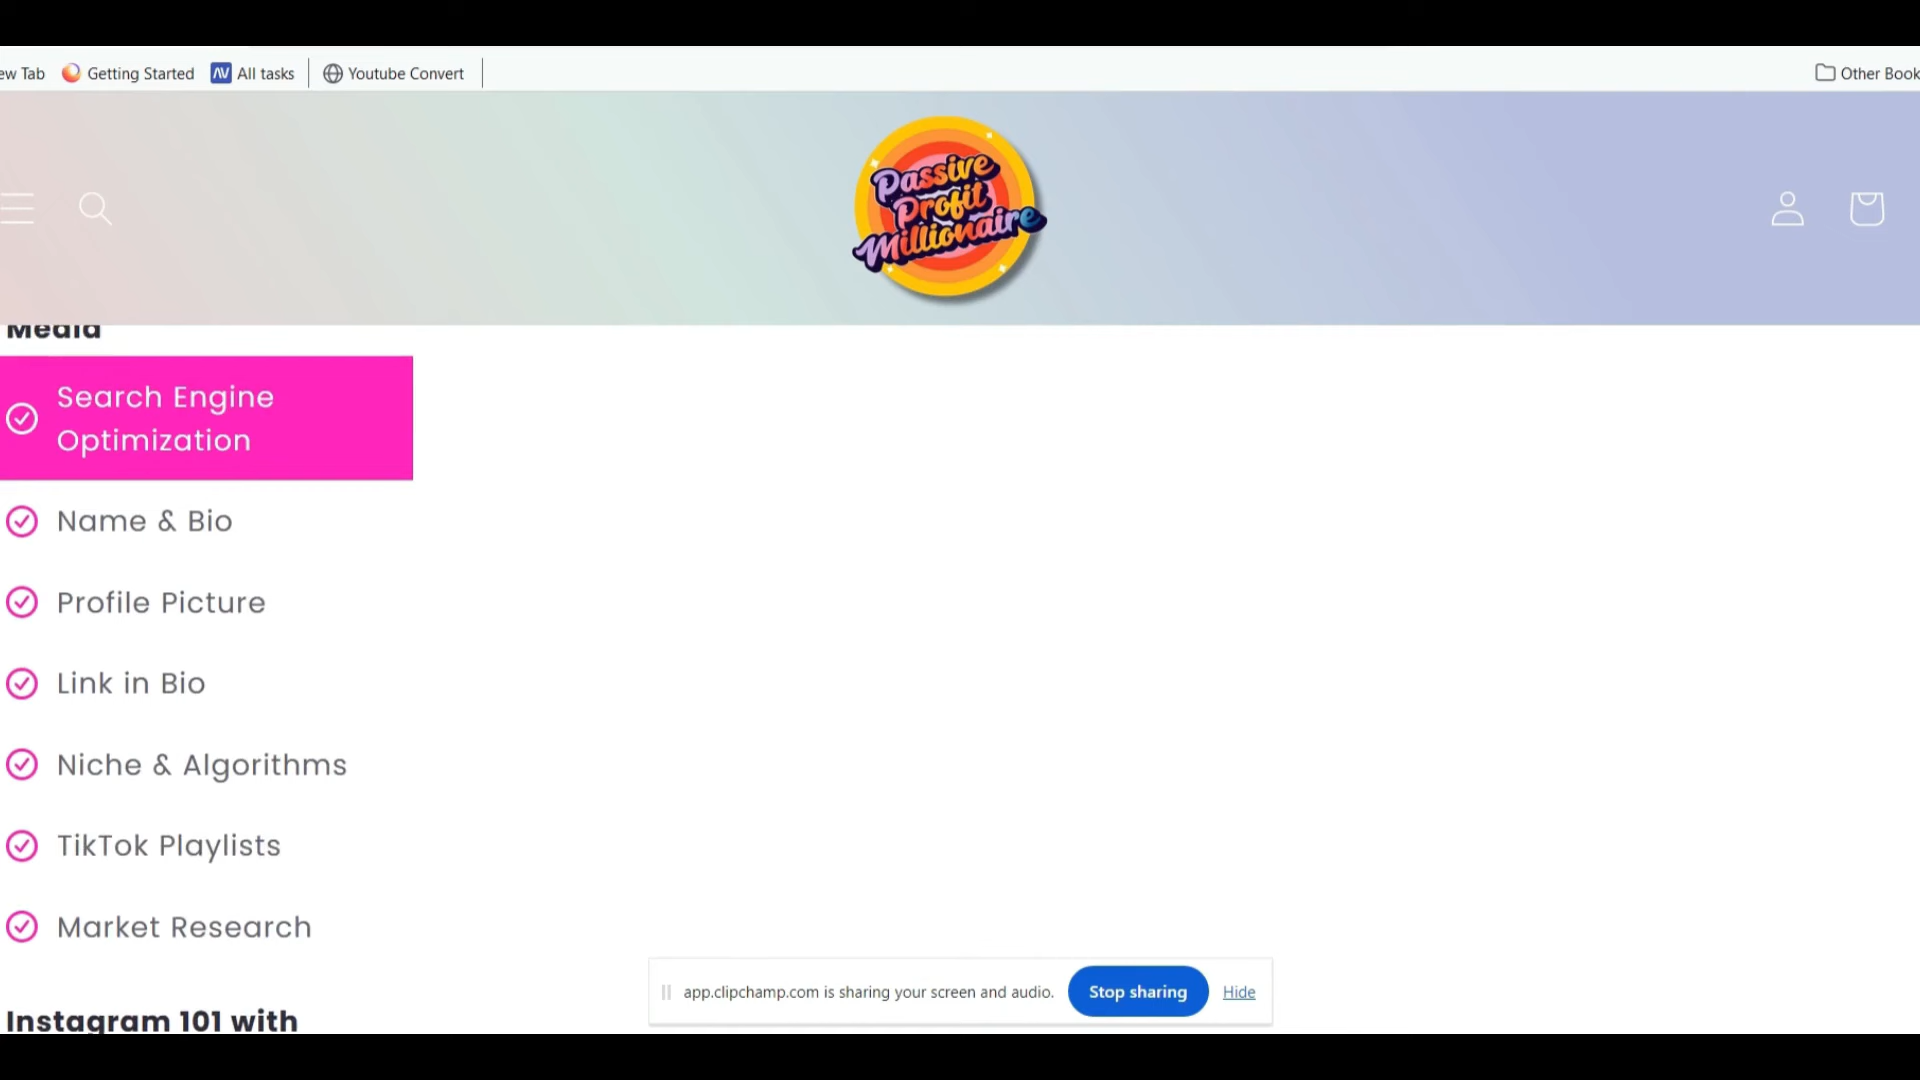 ew Tab
Getting Started
All tasks
Youtube Convert
Other Book
Passive
Profit
Millionaire
Media
Search Engine
Optimization
Name & Bio
Profile Picture
Link in Bio
Niche & Algorithms
TikTok Playlists
Market Research
Instagram 101 with
app.clipchamp.com is sharing your screen and audio.
Stop sharing
Hide